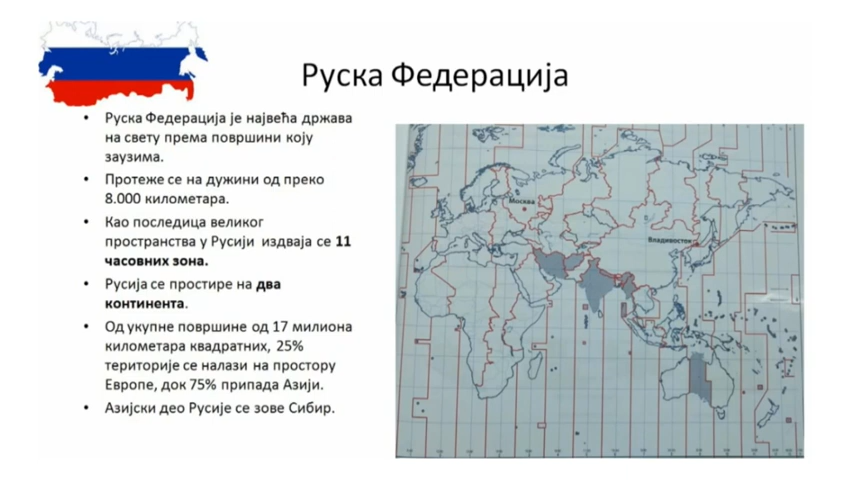 Руска Федерација
• Руска Федерација је највећа држава
на свету према површини коју
заузима.
• Протеже се на дужини од преко
8.000 километара.
• Као последица великог
пространства у Русији издваја се 11
часовних зона.
• Русија се простире на два
континента.
• Од укупне површине од 17 милиона
километара квадратних, 25%
територије се налази на простору
Европе, док 75% припада Азији.
• Азијски део Русије се зове Сибир.
Москва
Владивосток